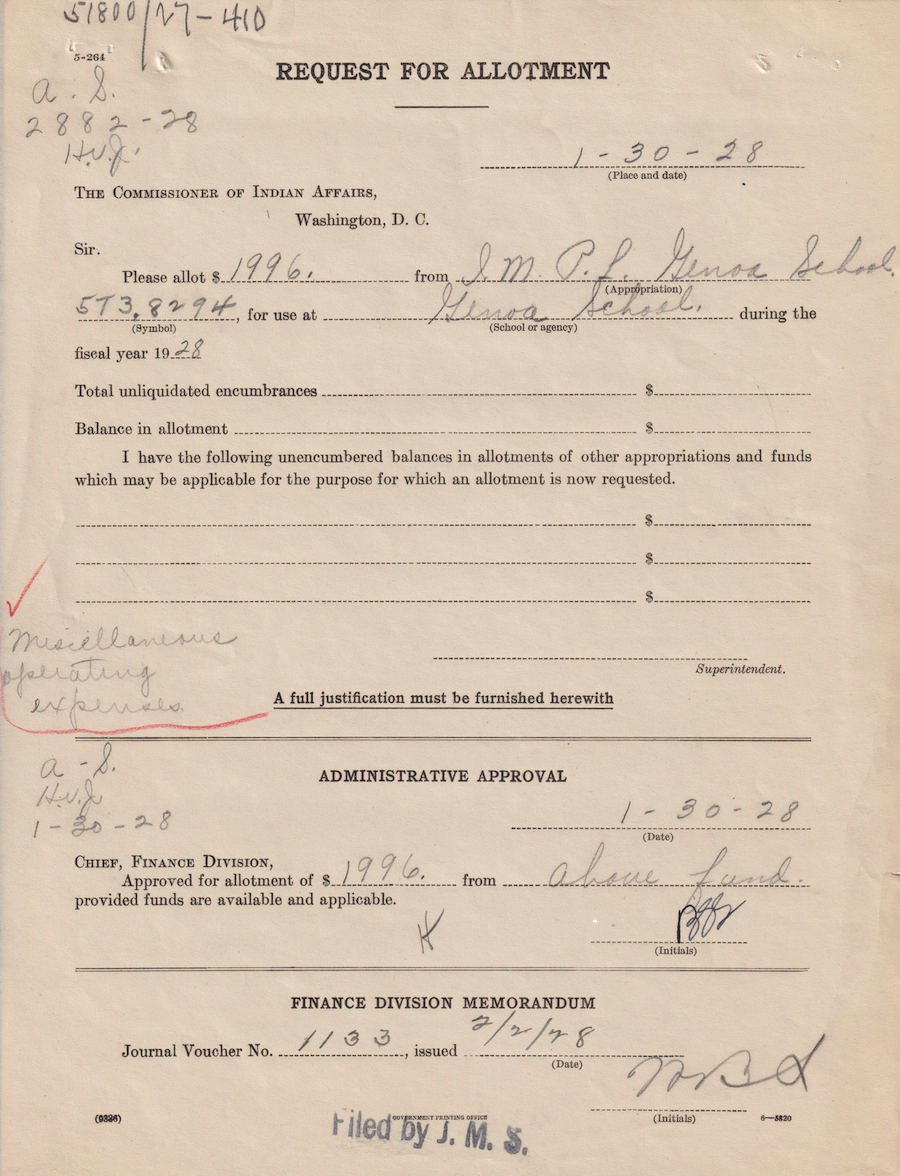 51800/27-410
5-264
REQUEST FOR ALLOTMENT
A. S.
2882-28
H.V.J.
1-30-28
(Place and date)
THE COMMISSIONER OF INDIAN AFFAIRS,
Washington, D. C.
Sir.
Please allot $ 1996. from I.M. P.L. Genoa School.
(Appropriation)
5T3.8294, for use at Genoa School. during the
(Symbol) (School or agency)
fiscal year 1928
Total unliquidated encumbrances $
Balance in allotment $
I have the following unencumbered balances in allotments of other appropriations and funds
which may be applicable for the purpose for which an allotment is now requested.
$
$
$
Miscellaneous
operating
expenses.
Superintendent.
A full justification must be furnished herewith
A-S.
H.V.J.
1-30-28
ADMINISTRATIVE APPROVAL
1-30-28
(Date)
CHIEF, FINANCE DIVISION,
Approved for allotment of $ 1996. from above fund.
provided funds are available and applicable.
(Initials)
FINANCE DIVISION MEMORANDUM
Journal Voucher No. 1133, issued 2/2/28
(Date)
(Initials)
(9386)
GOVERNMENT PRINTING OFFICE
6—5820
Filed by J. M. S.